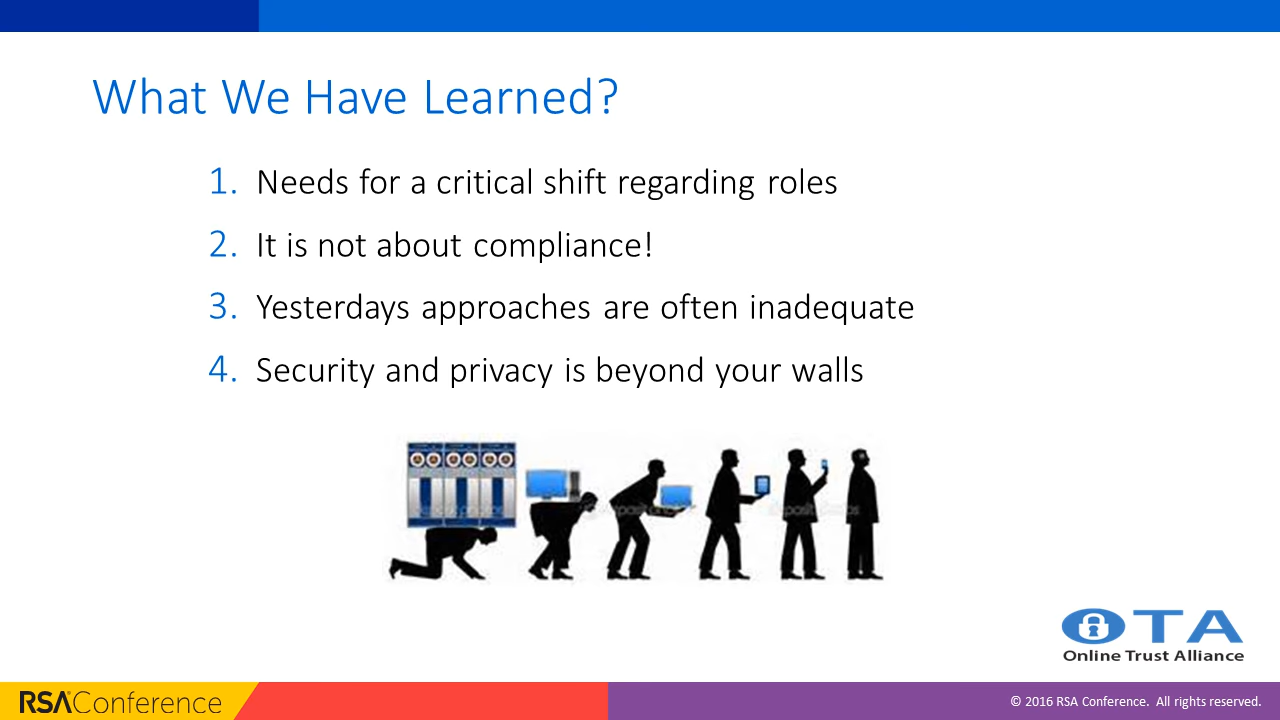 What We Have Learned?
1. Needs for a critical shift regarding roles
2. It is not about compliance!
3. Yesterdays approaches are often inadequate
4. Security and privacy is beyond your walls
OTA
Online Trust Alliance
RSAConference
© 2016 RSA Conference. All rights reserved.